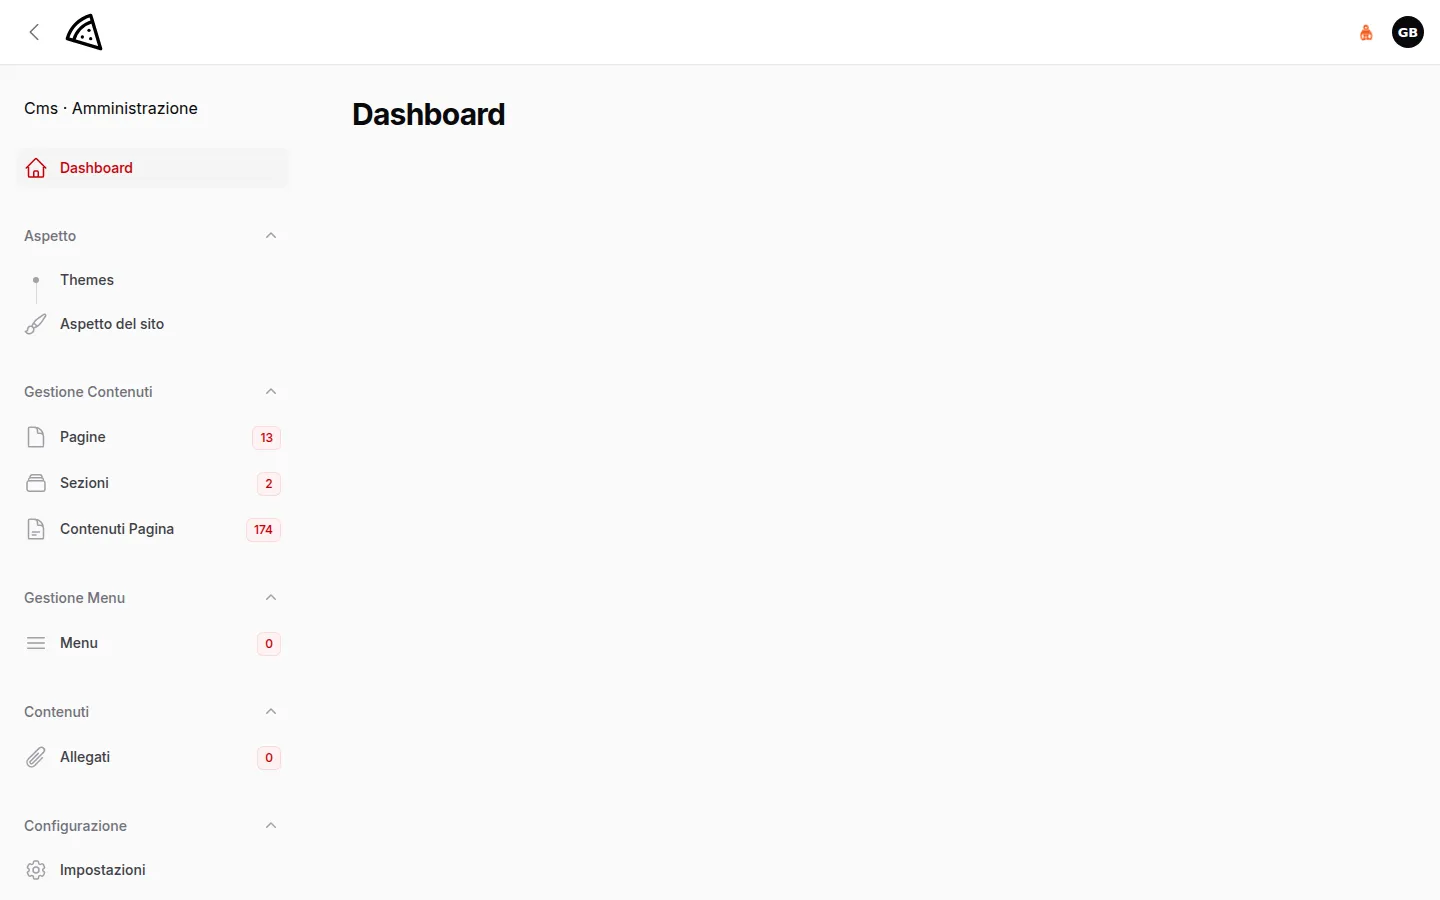 GB
Cms · Amministrazione
Dashboard
Dashboard
Aspetto
Themes
Aspetto del sito
Gestione Contenuti
Pagine 13
Sezioni 2
Contenuti Pagina 174
Gestione Menu
Menu 0
Contenuti
Allegati 0
Configurazione
Impostazioni